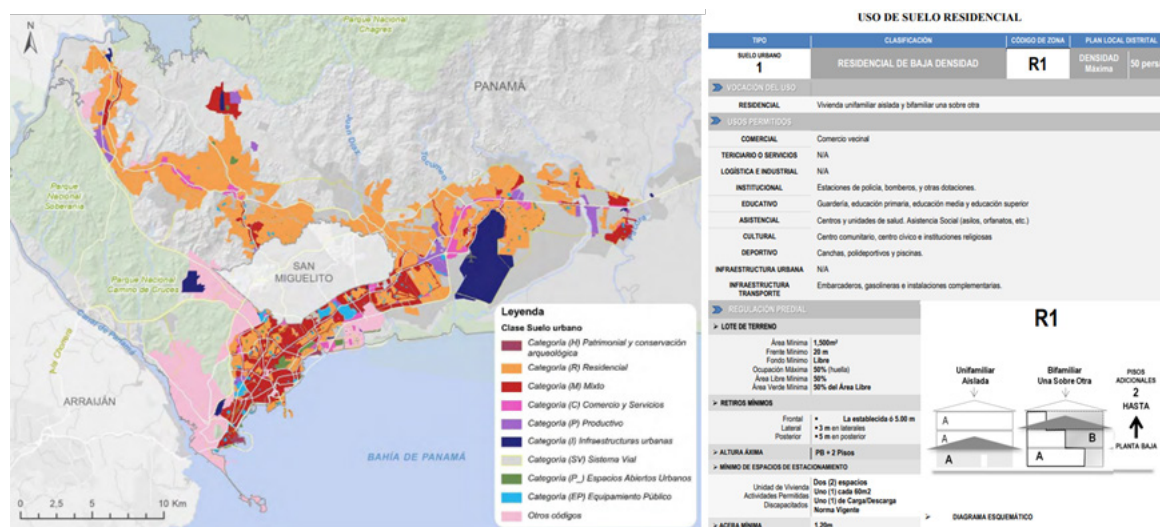 N
Parque Nacional
Chagres
PANAMÁ
Juan Díaz
Tocumen
Parque
Nacional
Soberanía
SAN
MIGUELITO
Parque Nacional
Camino de Cruces
Canal de Panamá
ARRAIJÁN
BAHÍA DE PANAMÁ
0 2.5 5 10 Km
Leyenda
Clase Suelo urbano
Categoría (H) Patrimonial y conservación
arqueológica
Categoría (R) Residencial
Categoría (M) Mixto
Categoría (C) Comercio y Servicios
Categoría (P) Productivo
Categoría (I) Infraestructuras urbanas
Categoría (SV) Sistema Vial
Categoría (P_) Espacios Abiertos Urbanos
Categoría (EP) Equipamiento Público
Otros códigos
USO DE SUELO RESIDENCIAL
TIPO CLASIFICACIÓN CÓDIGO DE ZONA PLAN LOCAL DISTRITAL
SUELO URBANO
1 RESIDENCIAL DE BAJA DENSIDAD R1 DENSIDAD
Máxima 50 pers
VOCACIÓN DEL USO
RESIDENCIAL Vivienda unifamiliar aislada y bifamiliar una sobre otra
USOS PERMITIDOS
COMERCIAL Comercio vecinal
TERICIARIO O SERVICIOS N/A
LOGÍSTICA E INDUSTRIAL N/A
INSTITUCIONAL Estaciones de policía, bomberos, y otras dotaciones.
EDUCATIVO Guardería, educación primaria, educación media y educación superior
ASISTENCIAL Centros y unidades de salud. Asistencia Social (asilos, orfanatos, etc.)
CULTURAL Centro comunitario, centro cívico e instituciones religiosas
DEPORTIVO Canchas, polideportivos y piscinas.
INFRAESTRUCTURA URBANA N/A
INFRAESTRUCTURA
TRANSPORTE Embarcaderos, gasolineras e instalaciones complementarias.
REGULACIÓN PREDIAL
LOTE DE TERRENO
Área Mínima 1,500m²
Frente Mínimo 20 m
Fondo Mínimo Libre
Ocupación Máxima 50% (huella)
Área Libre Mínima 50%
Área Verde Mínima 50% del Área Libre
RETIROS MÍNIMOS
Frontal La establecida ó 5.00 m
Lateral 3 m en laterales
Posterior 5 m en posterior
ALTURA ÁXIMA PB + 2 Pisos
MÍNIMO DE ESPACIOS DE ESTACIONAMIENTO
Unidad de Vivienda Dos (2) espacios
Actividades Permitidas Uno (1) cada 60m2
Uno (1) de Carga/Descarga
Discapacitados Norma Vigente
ACERA MÍNIMA 1.20m
R1
Unifamiliar
Aislada
Bifamiliar
Una Sobre Otra
PISOS
ADICIONALES
2
HASTA
PLANTA BAJA
A
A
A
B
A
DIAGRAMA ESQUEMÁTICO